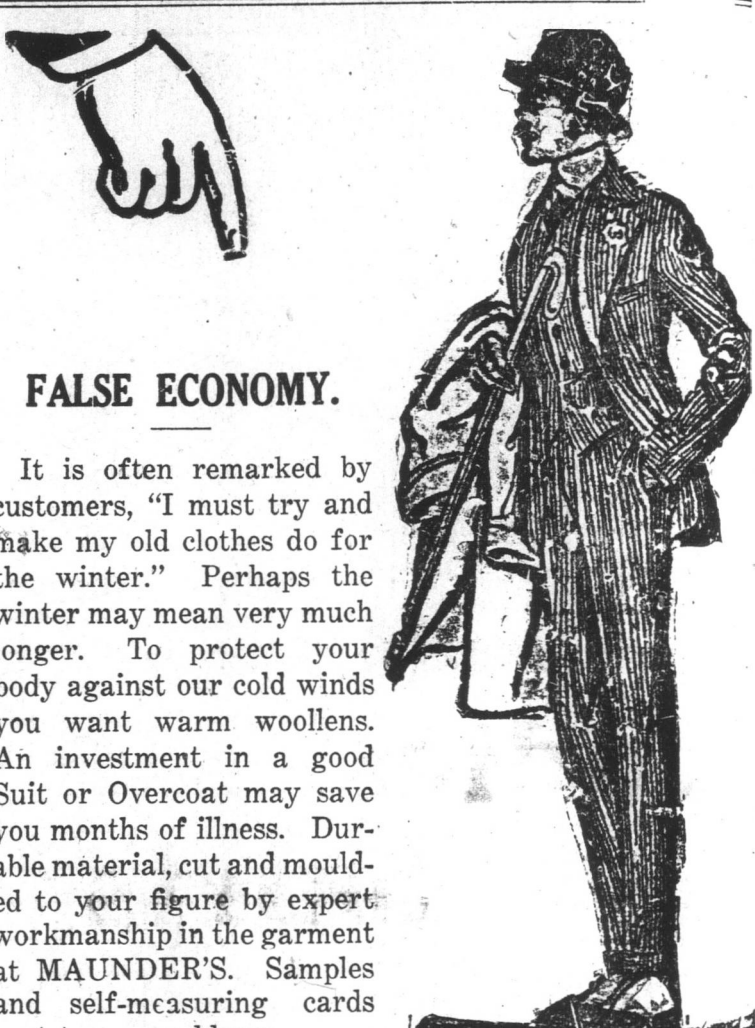 FALSE ECONOMY.
It is often remarked by
customers, “I must try and
make my old clothes do for
the winter.” Perhaps the
winter may mean very much
longer. To protect your
body against our cold winds
you want warm woollens.
An investment in a good
Suit or Overcoat may save
you months of illness. Dur-
able material, cut and mould-
ed to your figure by expert
workmanship in the garment
at MAUNDER’S. Samples
and self-measuring cards